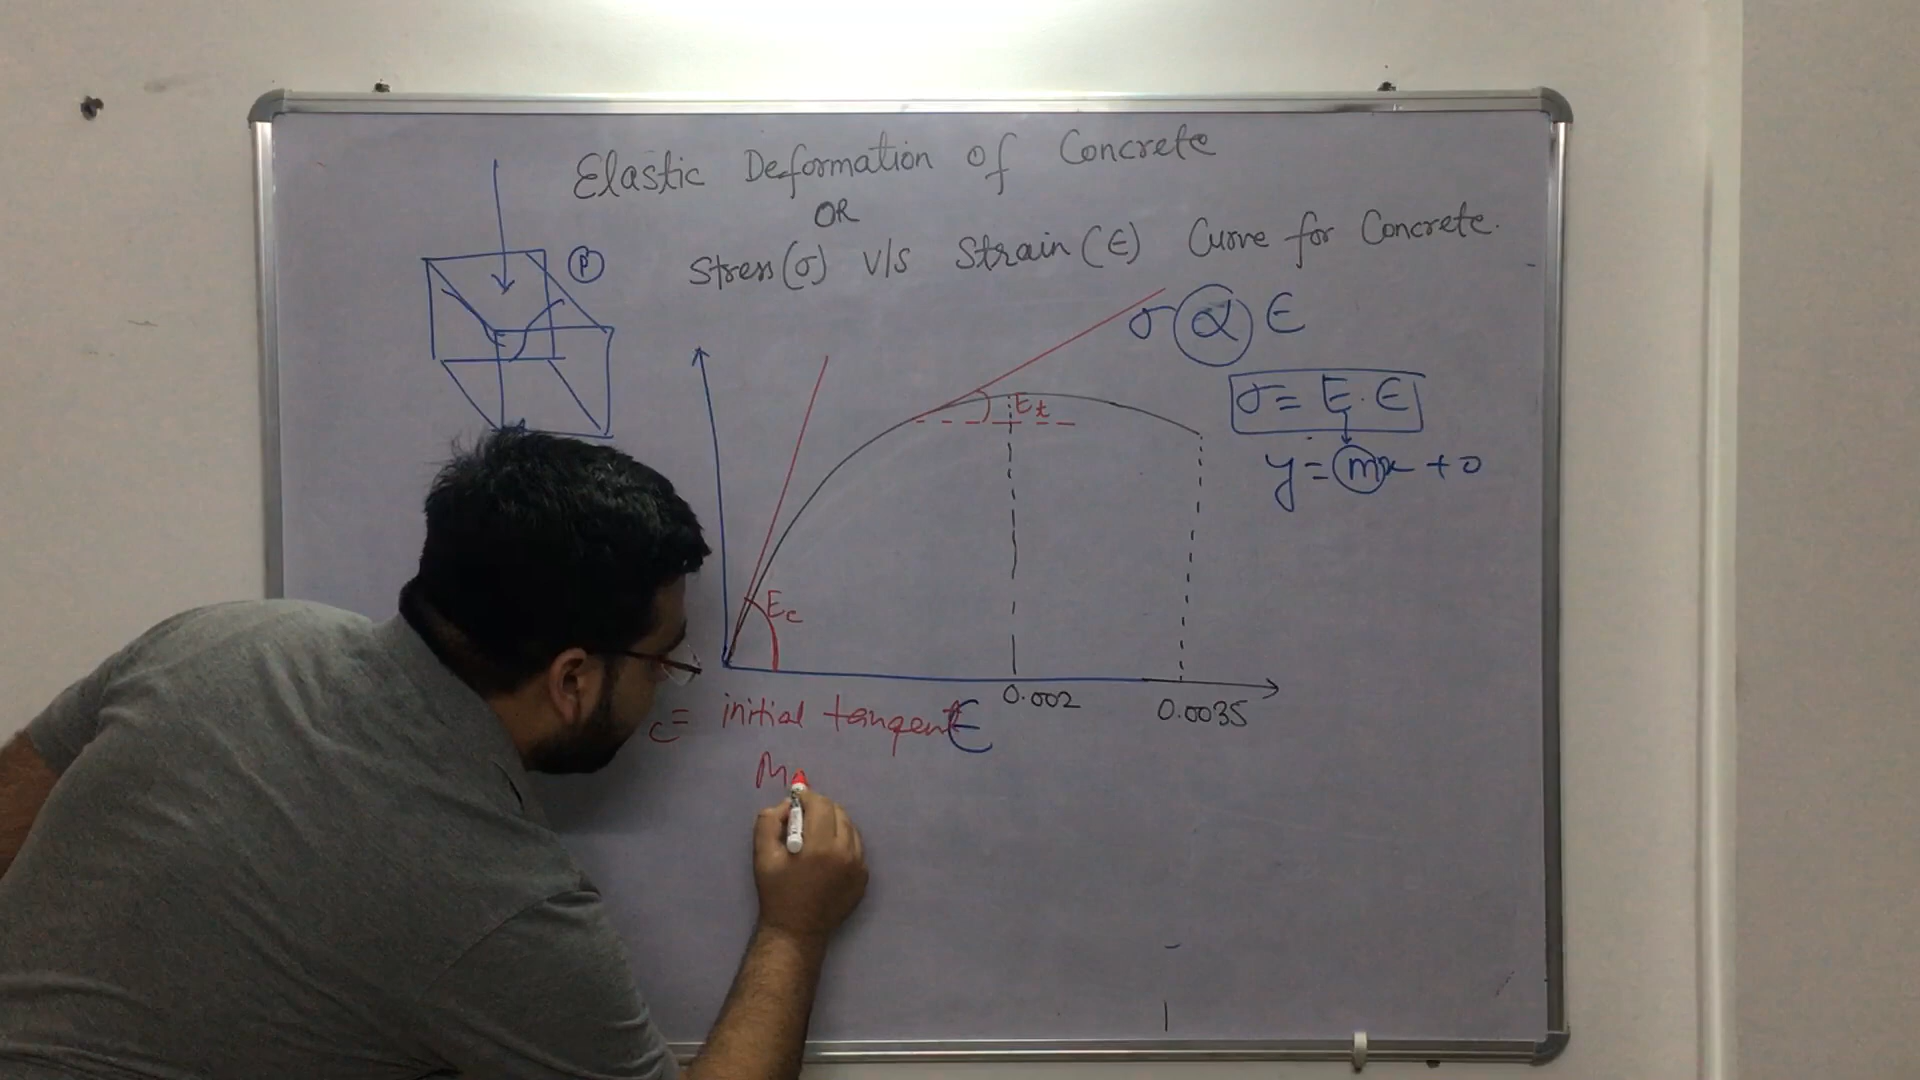 Elastic Deformation of Concrete
OR
Stress (σ) v/s Strain (ϵ) Curve for Concrete.
P
σ α ϵ
σ = E . ϵ
y = mx + 0
Et
Ec
0.002
0.0035
ϵ
c = initial tangent
M